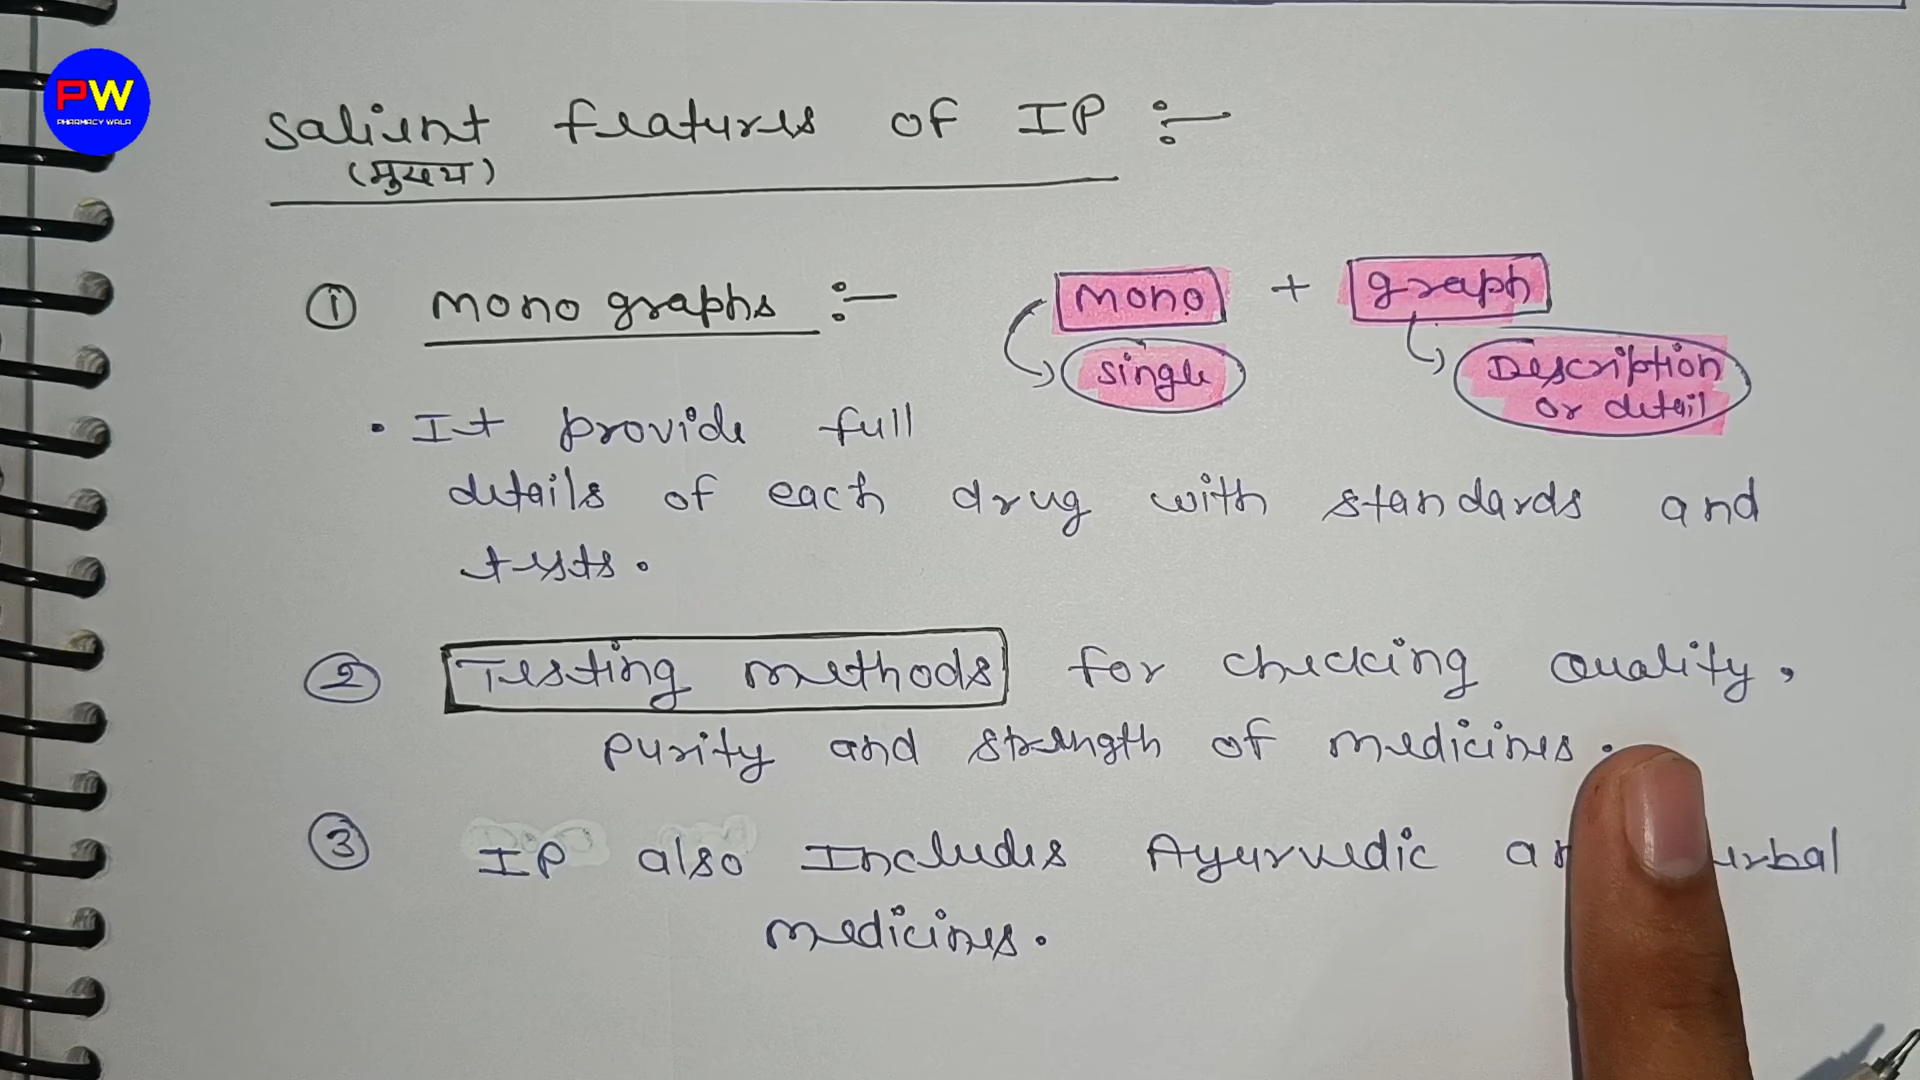 PW
PHARMACY WALA
Salient features of IP :-
(मुख्य)
① Monographs :-
Mono + graph
single
Description
or detail
• It provide full
details of each drug with standards and
tests.
② Testing methods for checking Quality,
purity and strength of medicines.
③ IP also Includes Ayurvedic
medicines.